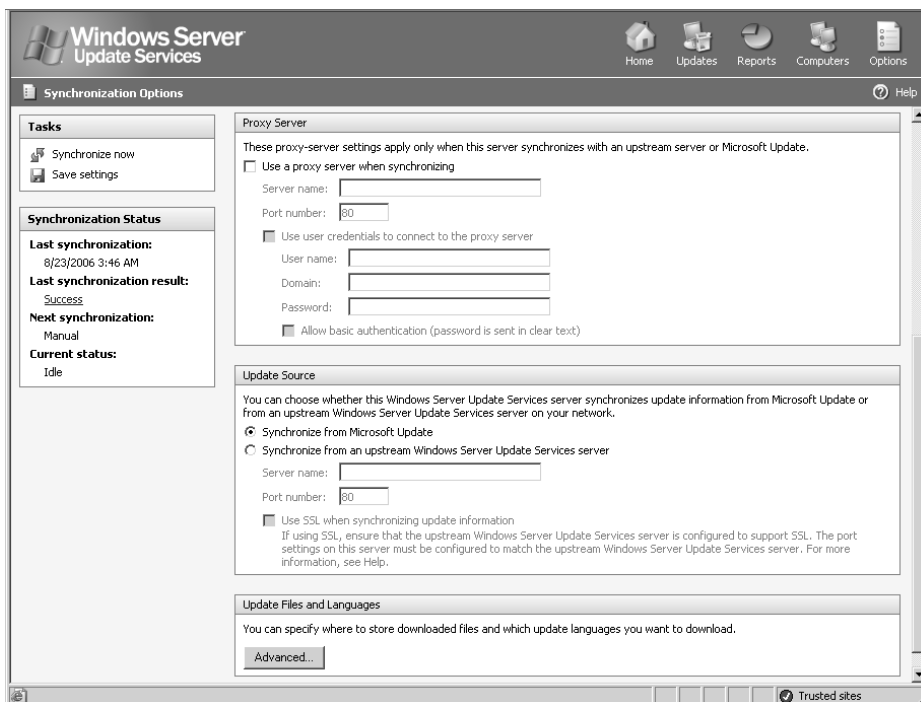 Windows Server
Update Services
Home
Updates
Reports
Computers
Options
Synchronization Options
Help
Tasks
Synchronize now
Save settings
Synchronization Status
Last synchronization:
8/23/2006 3:46 AM
Last synchronization result:
Success
Next synchronization:
Manual
Current status:
Idle
Proxy Server
These proxy-server settings apply only when this server synchronizes with an upstream server or Microsoft Update.
Use a proxy server when synchronizing
Server name:
Port number: 80
Use user credentials to connect to the proxy server
User name:
Domain:
Password:
Allow basic authentication (password is sent in clear text)
Update Source
You can choose whether this Windows Server Update Services server synchronizes update information from Microsoft Update or
from an upstream Windows Server Update Services server on your network.
Synchronize from Microsoft Update
Synchronize from an upstream Windows Server Update Services server
Server name:
Port number: 80
Use SSL when synchronizing update information
If using SSL, ensure that the upstream Windows Server Update Services server is configured to support SSL. The port
settings on this server must be configured to match the upstream Windows Server Update Services server. For more
information, see Help.
Update Files and Languages
You can specify where to store downloaded files and which update languages you want to download.
Advanced...
Trusted sites